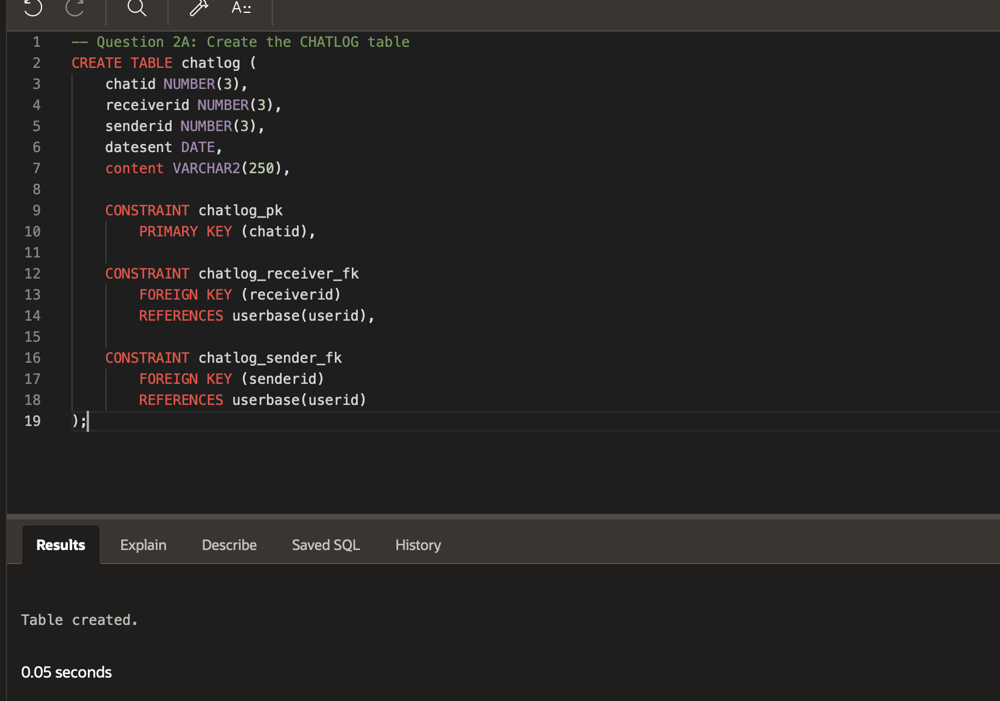 A
1 -- Question 2A: Create the CHATLOG table
2 CREATE TABLE chatlog (
3 chatid NUMBER(3),
4 receiverid NUMBER(3),
5 senderid NUMBER(3),
6 datesent DATE,
7 content VARCHAR2(250),
8
9 CONSTRAINT chatlog_pk
10 PRIMARY KEY (chatid),
11
12 CONSTRAINT chatlog_receiver_fk
13 FOREIGN KEY (receiverid)
14 REFERENCES userbase(userid),
15
16 CONSTRAINT chatlog_sender_fk
17 FOREIGN KEY (senderid)
18 REFERENCES userbase(userid)
19 );
Results Explain Describe Saved SQL History
Table created.
0.05 seconds